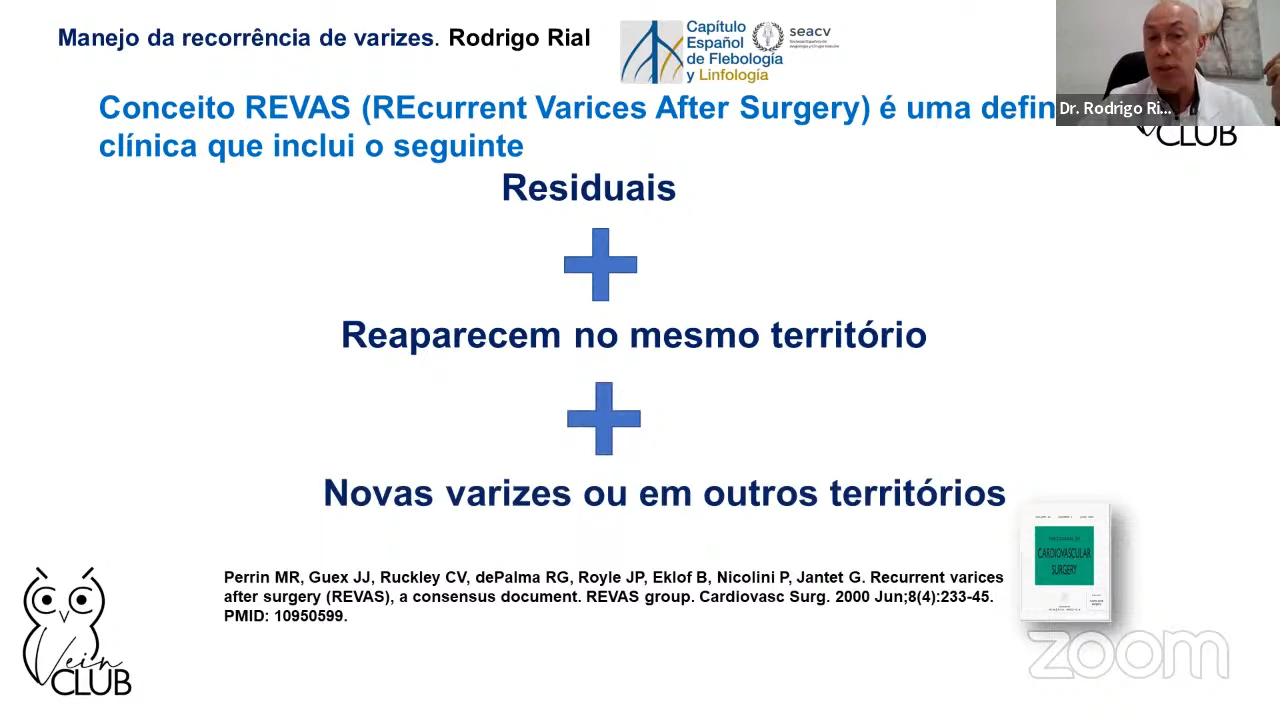 Manejo da recorrência de varizes. Rodrigo Rial
Capítulo
Español
de Flebología
y Linfología
seacv
Dr. Rodrigo Ri...
Conceito REVAS (REcurrent Varices After Surgery) é uma defin
clínica que inclui o seguinte
CLUB
Residuais
Reaparecem no mesmo território
Novas varizes ou em outros territórios
CARDIOVASCULAR
SURGERY
Perrin MR, Guex JJ, Ruckley CV, dePalma RG, Royle JP, Eklof B, Nicolini P, Jantet G. Recurrent varices
after surgery (REVAS), a consensus document. REVAS group. Cardiovasc Surg. 2000 Jun;8(4):233-45.
PMID: 10950599.
Vein
CLUB
zoom